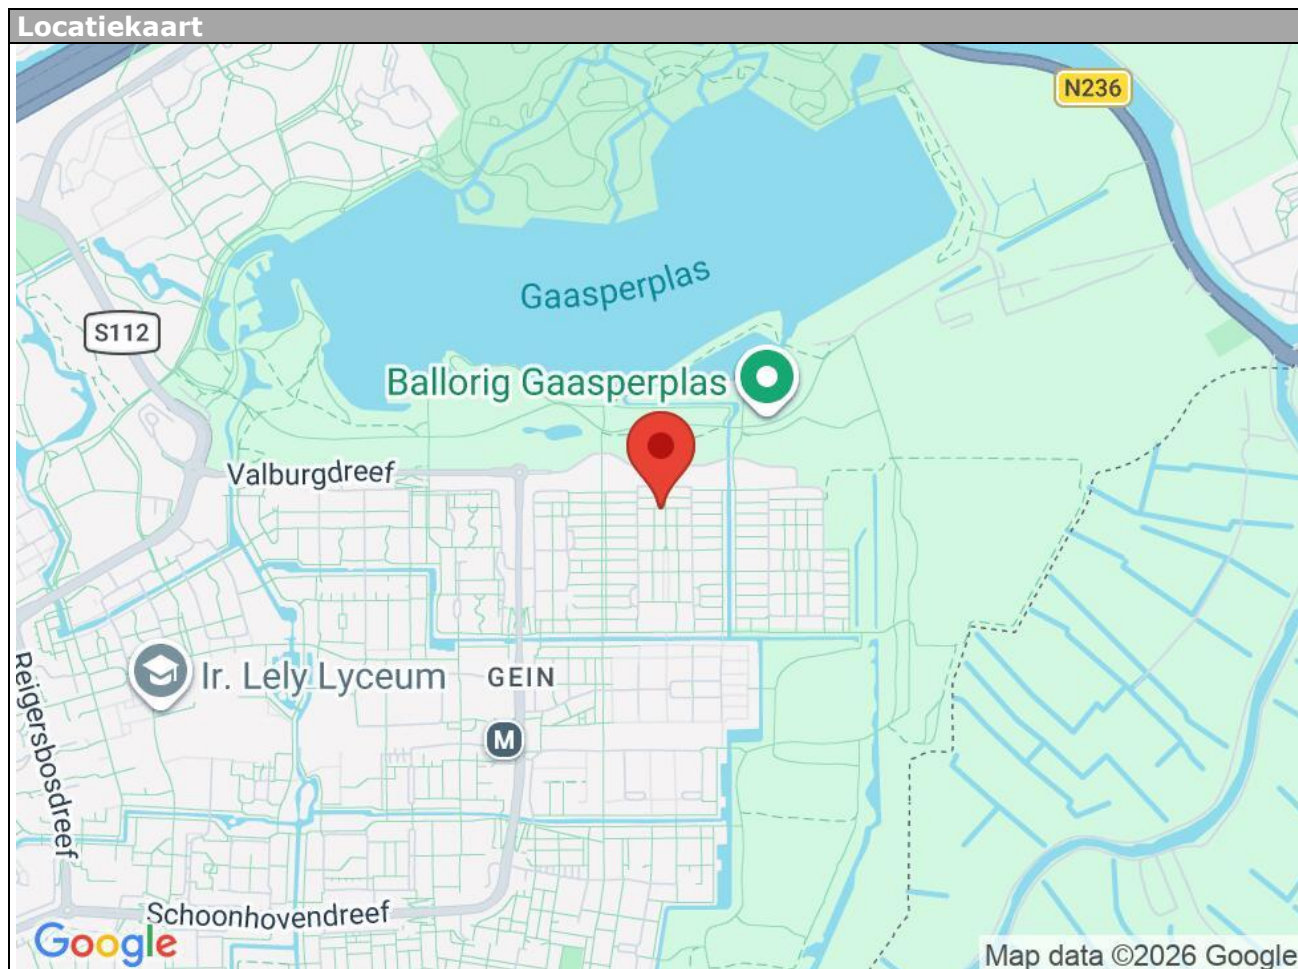 Locatiekaart
N236
Gaasperplas
S112
Ballorig Gaasperplas
Valburgdreef
Ir. Lely Lyceum
GEIN
M
Reigersbosdreef
Schoonhovendreef
Google
Map data ©2026 Google